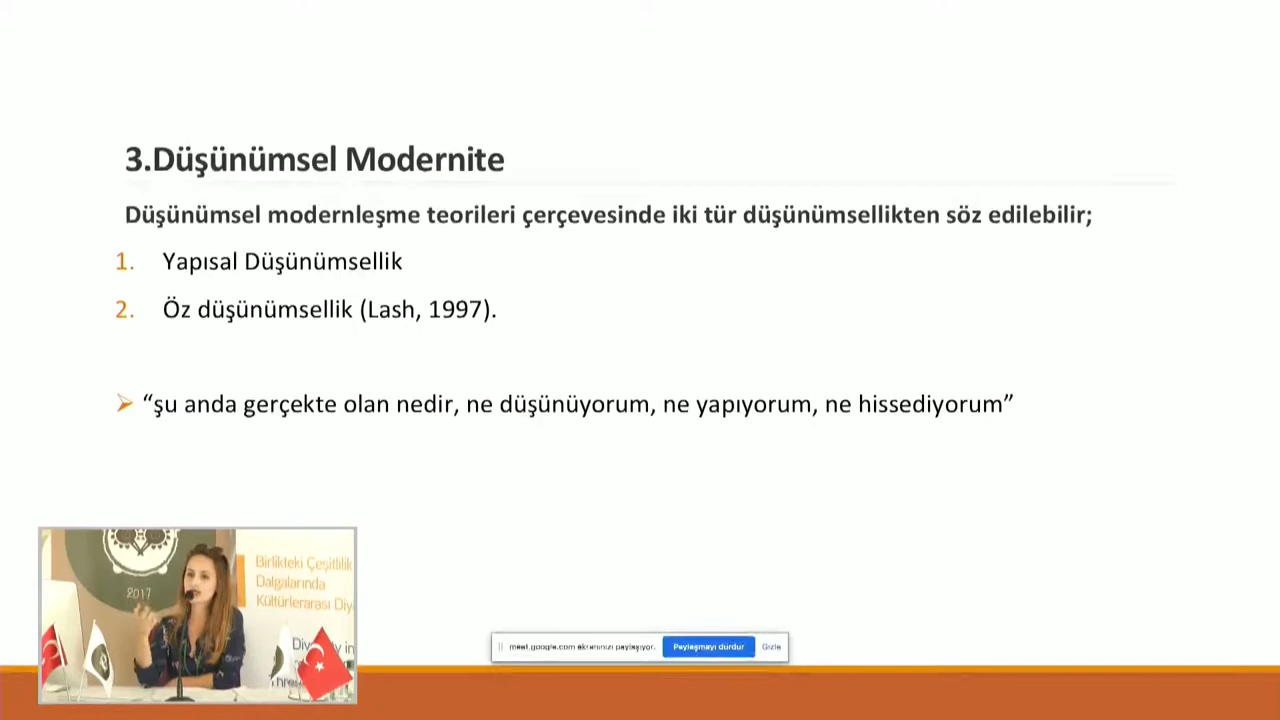 3.Düşünümsel Modernite
Düşünümsel modernleşme teorileri çerçevesinde iki tür düşünümsellikten söz edilebilir;
1. Yapısal Düşünümsellik
2. Öz düşünümsellik (Lash, 1997).
“şu anda gerçekte olan nedir, ne düşünüyorum, ne yapıyorum, ne hissediyorum”
2017
Birlikteki Çeşitlilik
Dalgalarında
Kültürlerarası Diy
meet.google.com ekranınızı paylaşıyor.
Paylaşmayı durdur
Gizle